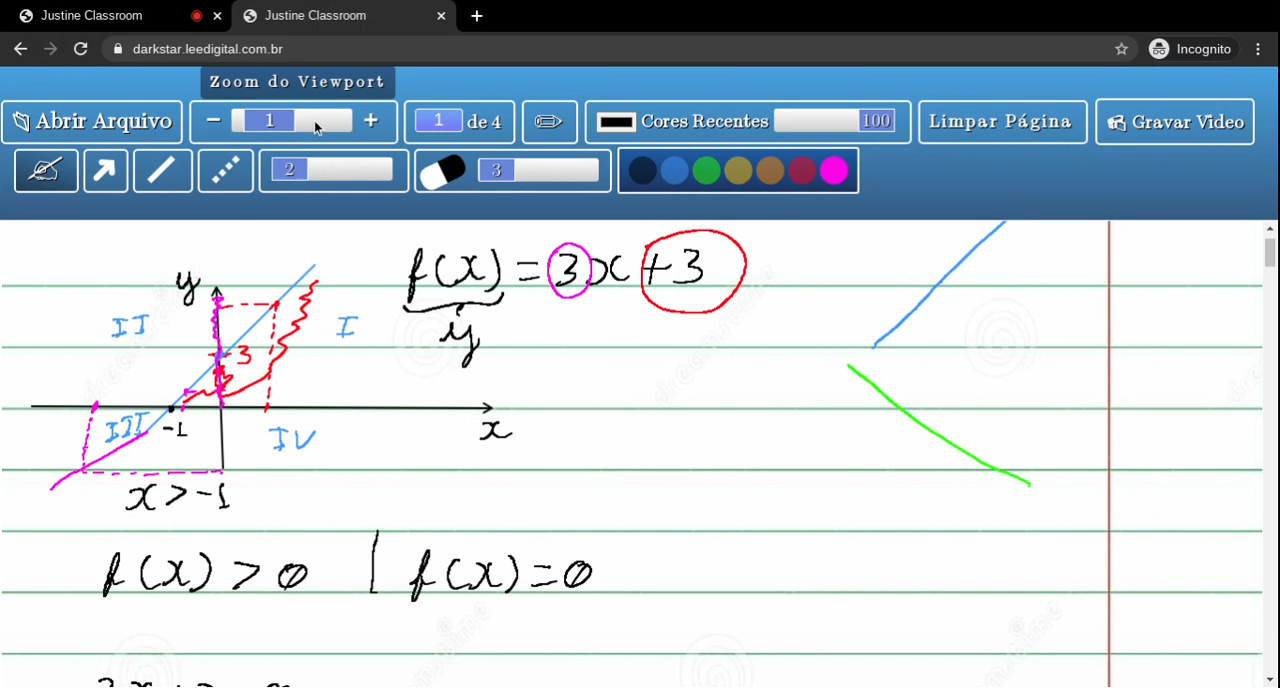 Justine Classroom
Justine Classroom
darkstar.leedigital.com.br
Incognito
Zoom do Viewport
Abrir Arquivo
− 1 +
1 de 4
Cores Recentes 100
Limpar Página
Gravar Video
2
3
f(x) = 3x +3
y
y
II
I
3
III
-1
IV
x
x > -1
f(x) > 0 | f(x) = 0